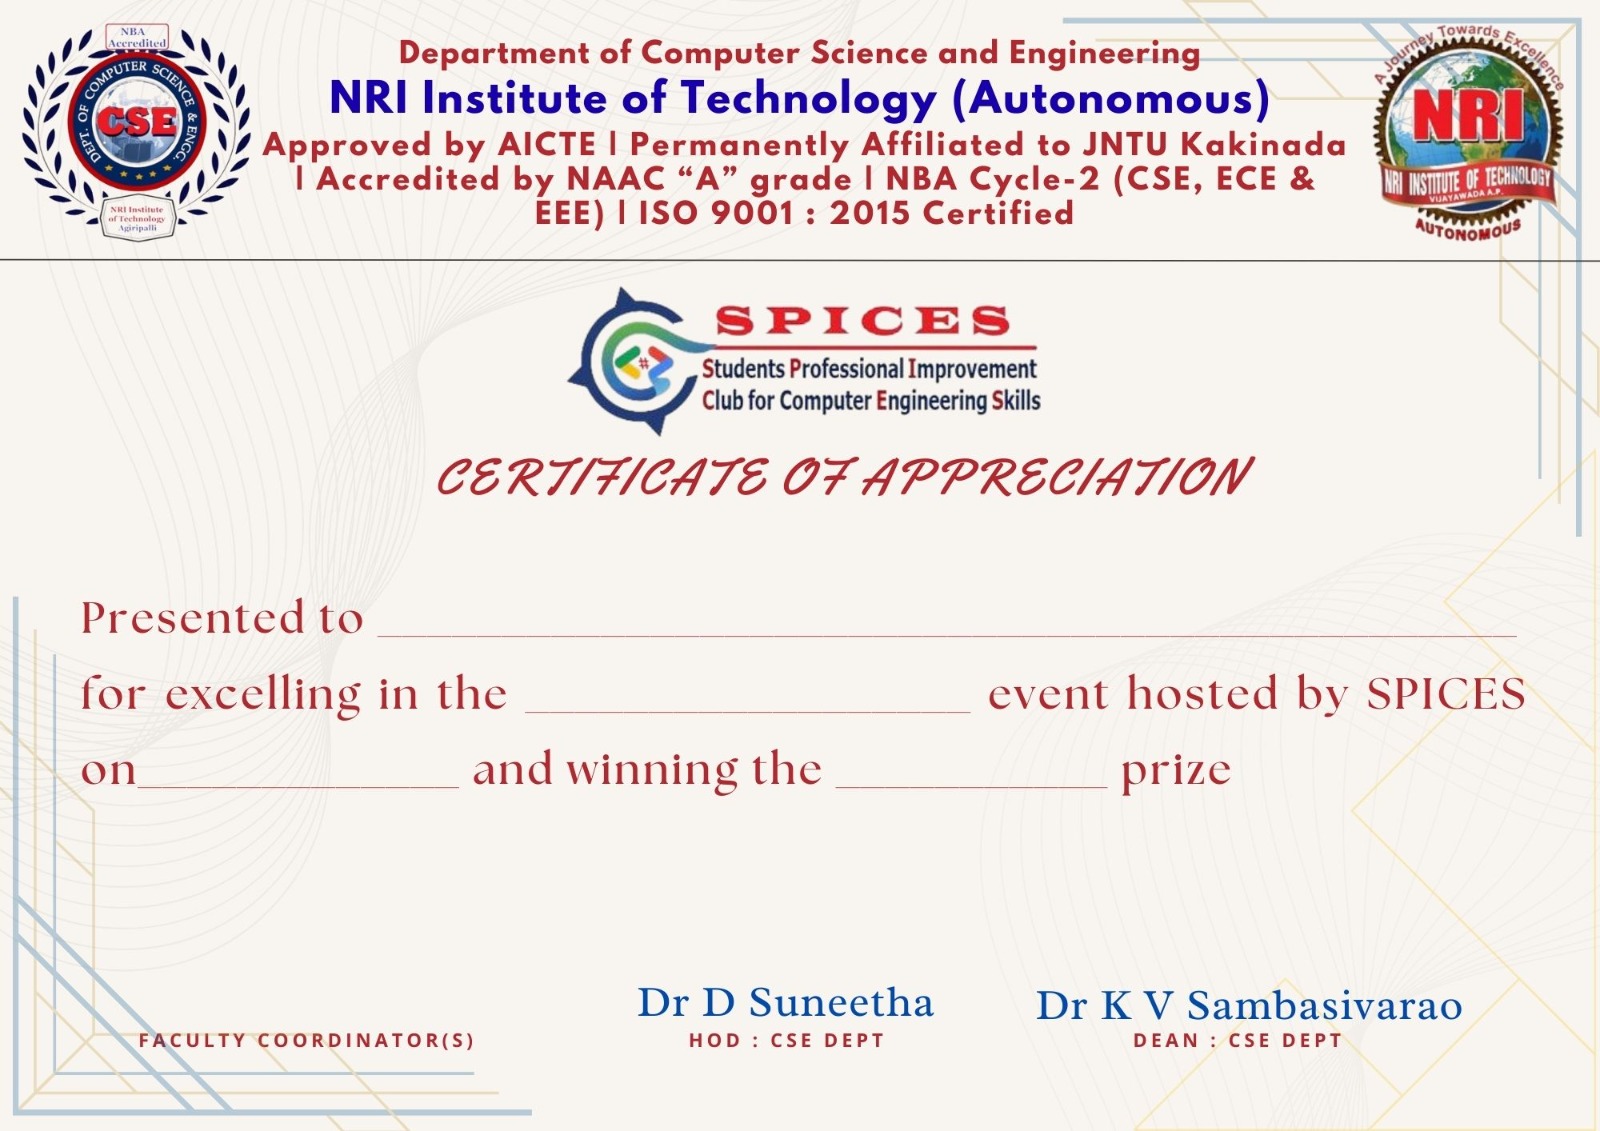 NBA
Accredited
DEPT. OF COMPUTER SCIENCE & ENGG.
CSE
NRI Institute
of Technology
Agiripalli
Department of Computer Science and Engineering
NRI Institute of Technology (Autonomous)
Approved by AICTE | Permanently Affiliated to JNTU Kakinada
| Accredited by NAAC “A” grade | NBA Cycle-2 (CSE, ECE &
EEE) | ISO 9001 : 2015 Certified
A Journey Towards Excellence
NRI
NRI INSTITUTE OF TECHNOLOGY
VIJAYAWADA A.P.
AUTONOMOUS
SPICES
Students Professional Improvement
Club for Computer Engineering Skills
CERTIFICATE OF APPRECIATION
Presented to ______________________________________________
for excelling in the __________________ event hosted by SPICES
on_____________ and winning the ___________ prize
Dr D Suneetha
Dr K V Sambasivarao
FACULTY COORDINATOR(S)
HOD : CSE DEPT
DEAN : CSE DEPT